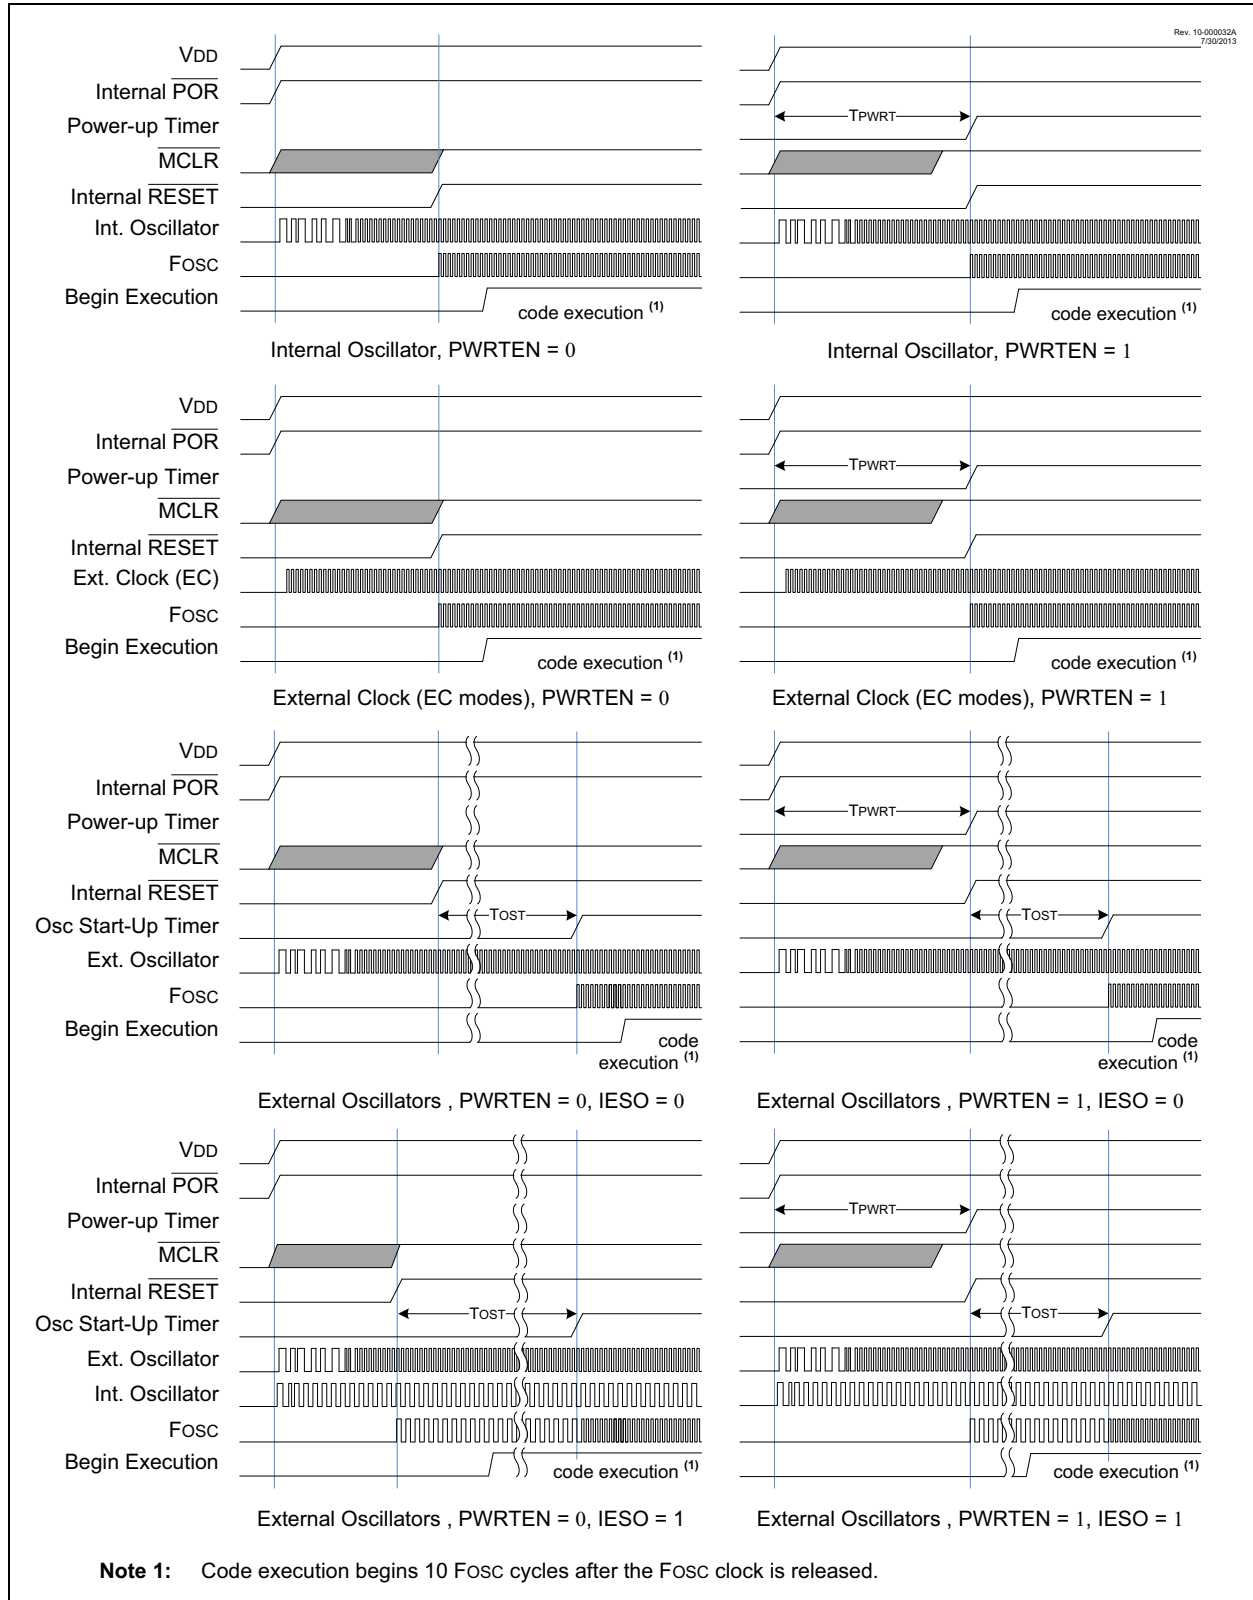 Rev. 10-000032A
7/30/2013
VDD
Internal POR
Power-up Timer
MCLR
Internal RESET
Int. Oscillator
FOSC
Begin Execution
code execution (1)
Internal Oscillator, PWRTEN = 0
TPWRT
code execution (1)
Internal Oscillator, PWRTEN = 1
VDD
Internal POR
Power-up Timer
MCLR
Internal RESET
Ext. Clock (EC)
FOSC
Begin Execution
code execution (1)
External Clock (EC modes), PWRTEN = 0
TPWRT
code execution (1)
External Clock (EC modes), PWRTEN = 1
VDD
Internal POR
Power-up Timer
MCLR
Internal RESET
Osc Start-Up Timer
Ext. Oscillator
FOSC
Begin Execution
TOST
code
execution (1)
External Oscillators , PWRTEN = 0, IESO = 0
TPWRT
TOST
code
execution (1)
External Oscillators , PWRTEN = 1, IESO = 0
VDD
Internal POR
Power-up Timer
MCLR
Internal RESET
Osc Start-Up Timer
Ext. Oscillator
Int. Oscillator
FOSC
Begin Execution
TOST
code execution (1)
External Oscillators , PWRTEN = 0, IESO = 1
TPWRT
TOST
code execution (1)
External Oscillators , PWRTEN = 1, IESO = 1
Note 1: Code execution begins 10 FOSC cycles after the FOSC clock is released.